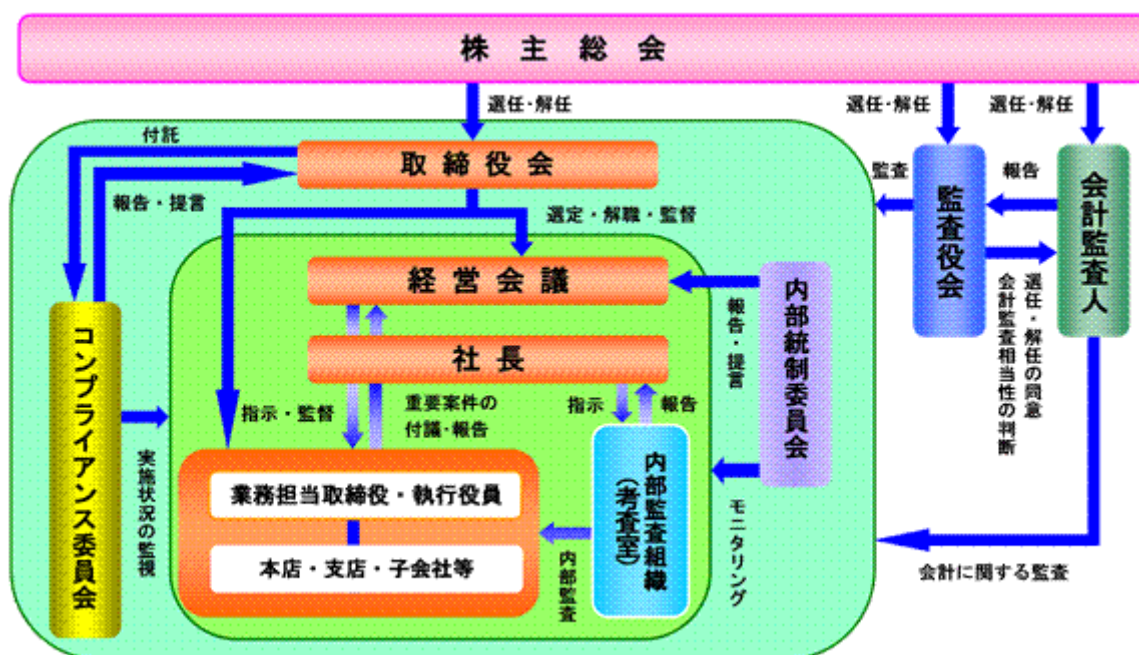 株主総会
選任・解任
選任・解任
選任・解任
付託
取締役会
報告・提言
選定・解職・監督
監査
報告
監査役会
会計監査人
選任・解任の同意
会計監査相当性の判断
経営会議
社長
報告・提言
内部統制委員会
コンプライアンス委員会
指示・監督
重要案件の
付議・報告
指示
報告
業務担当取締役・執行役員
本店・支店・子会社等
内部監査組織
(考査室)
内部監査
モニタリング
実施状況の監視
会計に関する監査